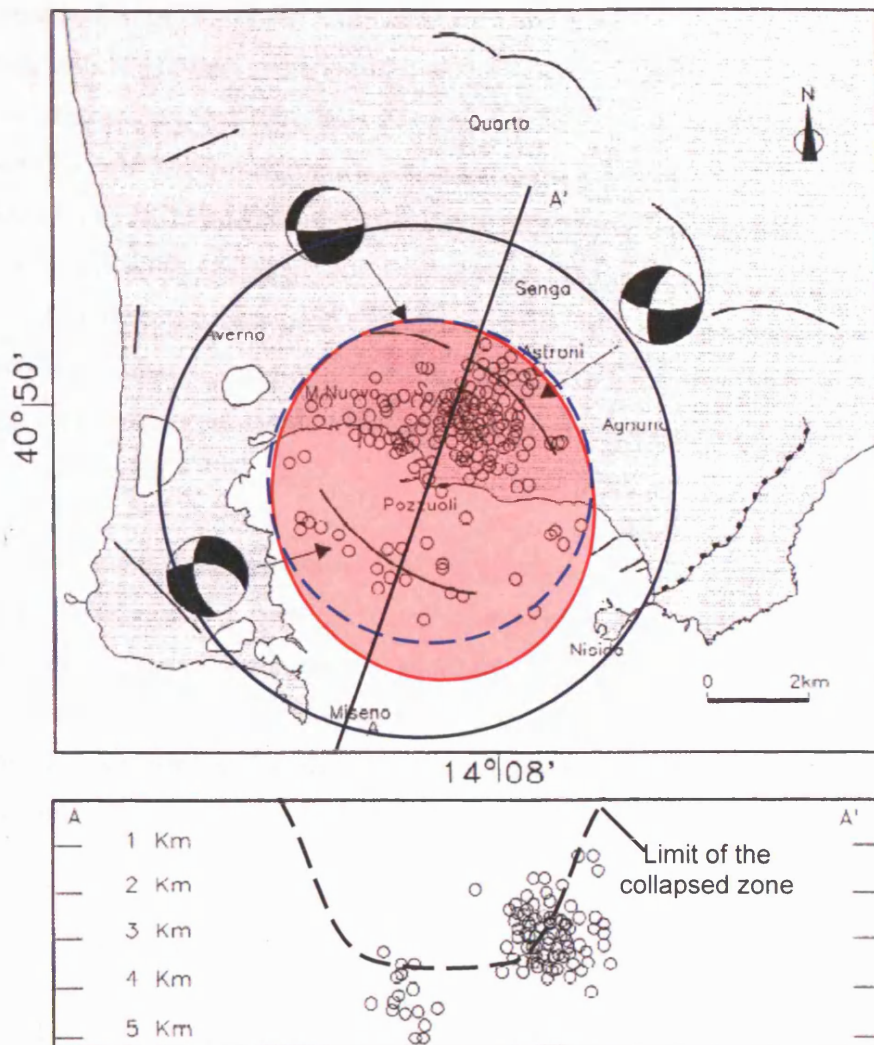 N
Quarto
A'
Senga
Averno
Astroni
M.Nuovo
40°50'
Agnano
Pozzuoli
Nisida
0 2km
Miseno
A
14°08'
A A'
1 Km
Limit of the
collapsed zone
2 Km
3 Km
4 Km
5 Km